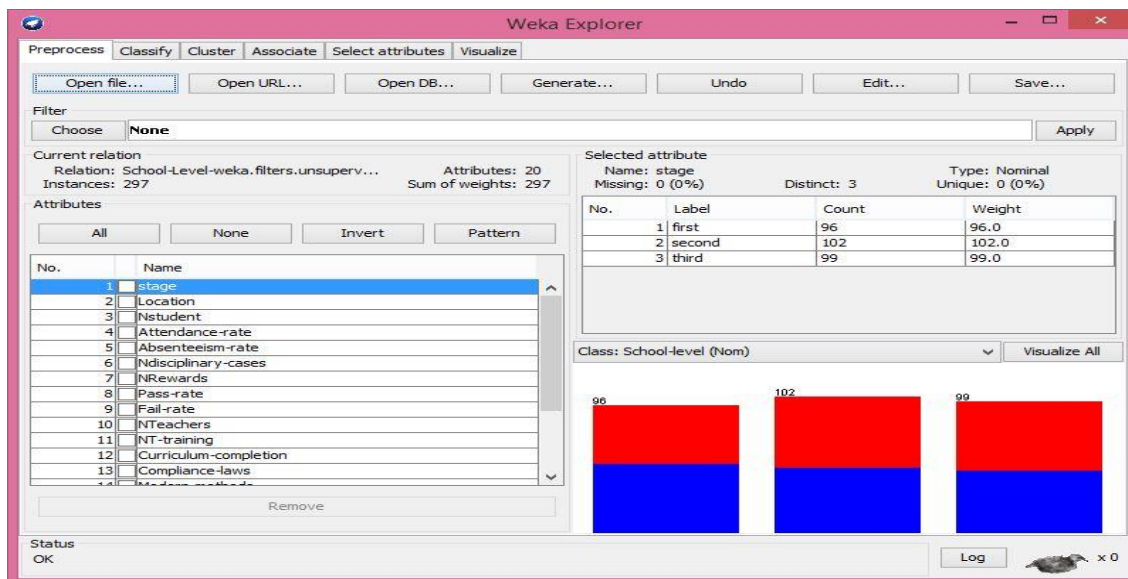 Weka Explorer
Preprocess Classify Cluster Associate Select attributes Visualize
Open file... Open URL... Open DB... Generate... Undo Edit... Save...
Filter
Choose None Apply
Current relation
Relation: School-Level-weka.filters.unsuperv... Attributes: 20
Instances: 297 Sum of weights: 297
Attributes
All None Invert Pattern
No. Name
1 stage
2 Location
3 Nstudent
4 Attendance-rate
5 Absenteeism-rate
6 Ndisciplinary-cases
7 NRewards
8 Pass-rate
9 Fail-rate
10 NTeachers
11 NT-training
12 Curriculum-completion
13 Compliance-laws
Remove
Selected attribute
Name: stage Type: Nominal
Missing: 0 (0%) Distinct: 3 Unique: 0 (0%)
No. Label Count Weight
1 first 96 96.0
2 second 102 102.0
3 third 99 99.0
Class: School-level (Nom) Visualize All
96 102 99
Status
OK Log x 0